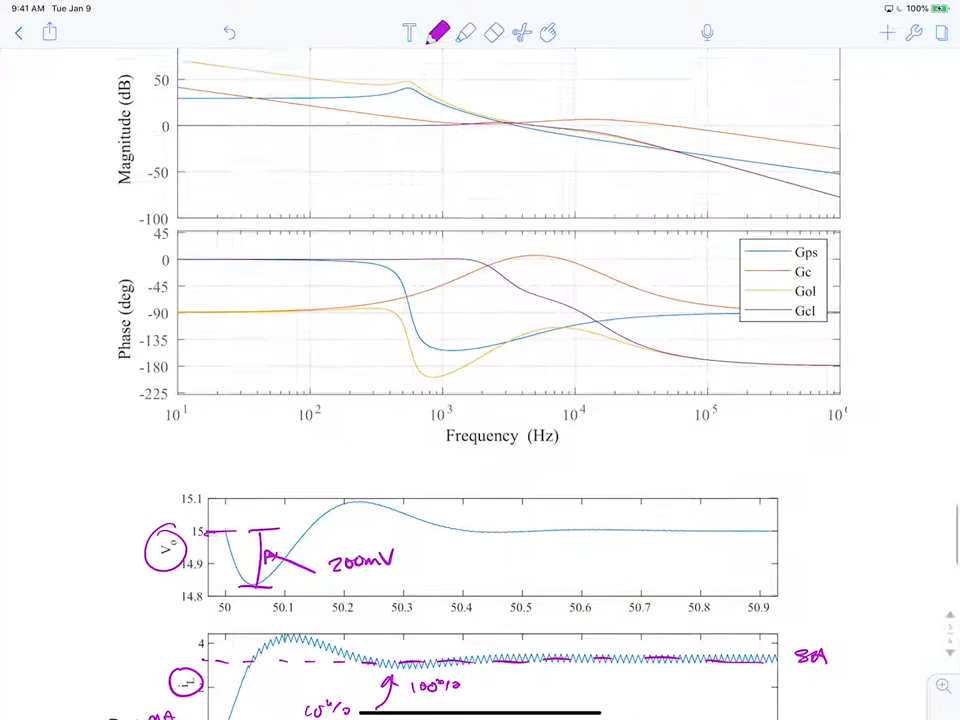 9:41 AM Tue Jan 9
100%
T
Magnitude (dB)
50
0
-50
-100
Phase (deg)
45
0
-45
-90
-135
-180
-225
Gps
Gc
Gol
Gcl
10¹ 10² 10³ 10⁴ 10⁵
Frequency (Hz)
15.1
15
14.9
14.8
Vo
200mV
50 50.1 50.2 50.3 50.4 50.5 50.6 50.7 50.8 50.9
4
iL
100%
10%